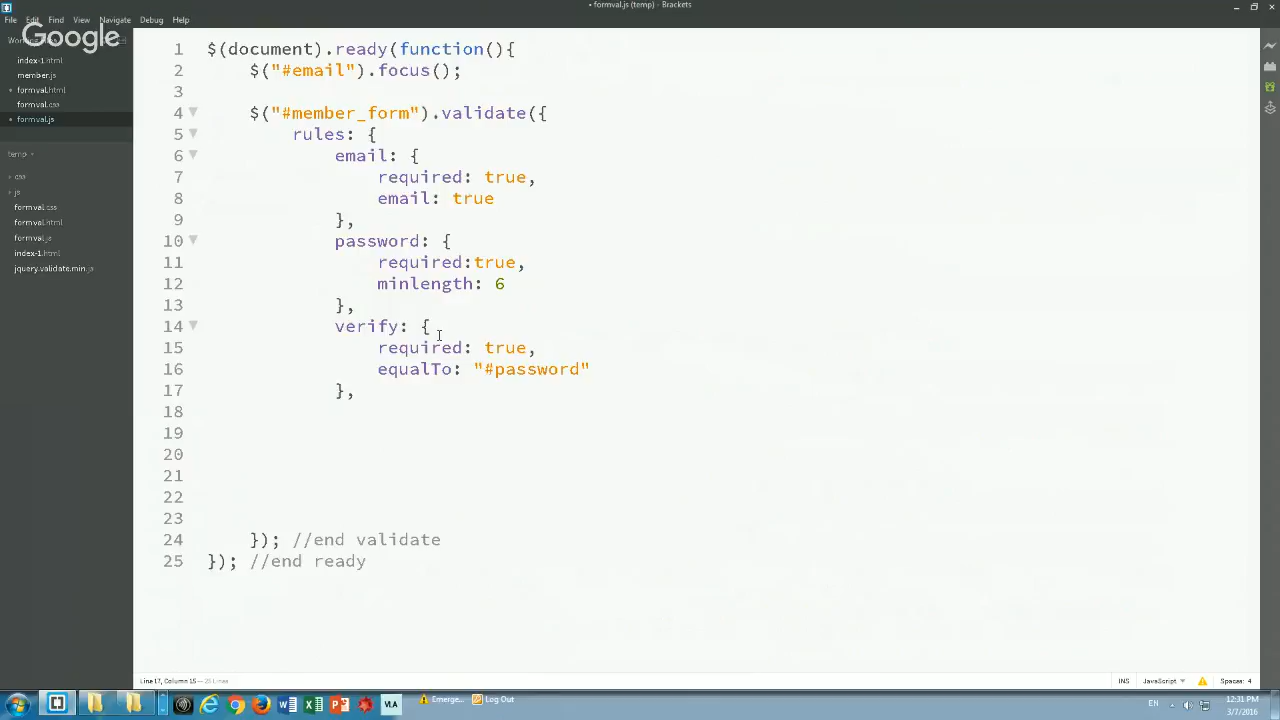 • formval.js (temp) - Brackets
File Edit Find View Navigate Debug Help
Google
index-1.html
member.js
formval.html
formval.css
formval.js
temp
css
js
formval.css
formval.html
formval.js
index-1.html
jquery.validate.min.js
1 $(document).ready(function(){
2 $("#email").focus();
3
4 $("#member_form").validate({
5 rules: {
6 email: {
7 required: true,
8 email: true
9 },
10 password: {
11 required:true,
12 minlength: 6
13 },
14 verify: {
15 required: true,
16 equalTo: "#password"
17 },
18
19
20
21
22
23
24 }); //end validate
25 }); //end ready
Line 17, Column 15 — 25 Lines
INS JavaScript Spaces: 4
Emerge... Log Out
EN 12:31 PM
3/7/2016